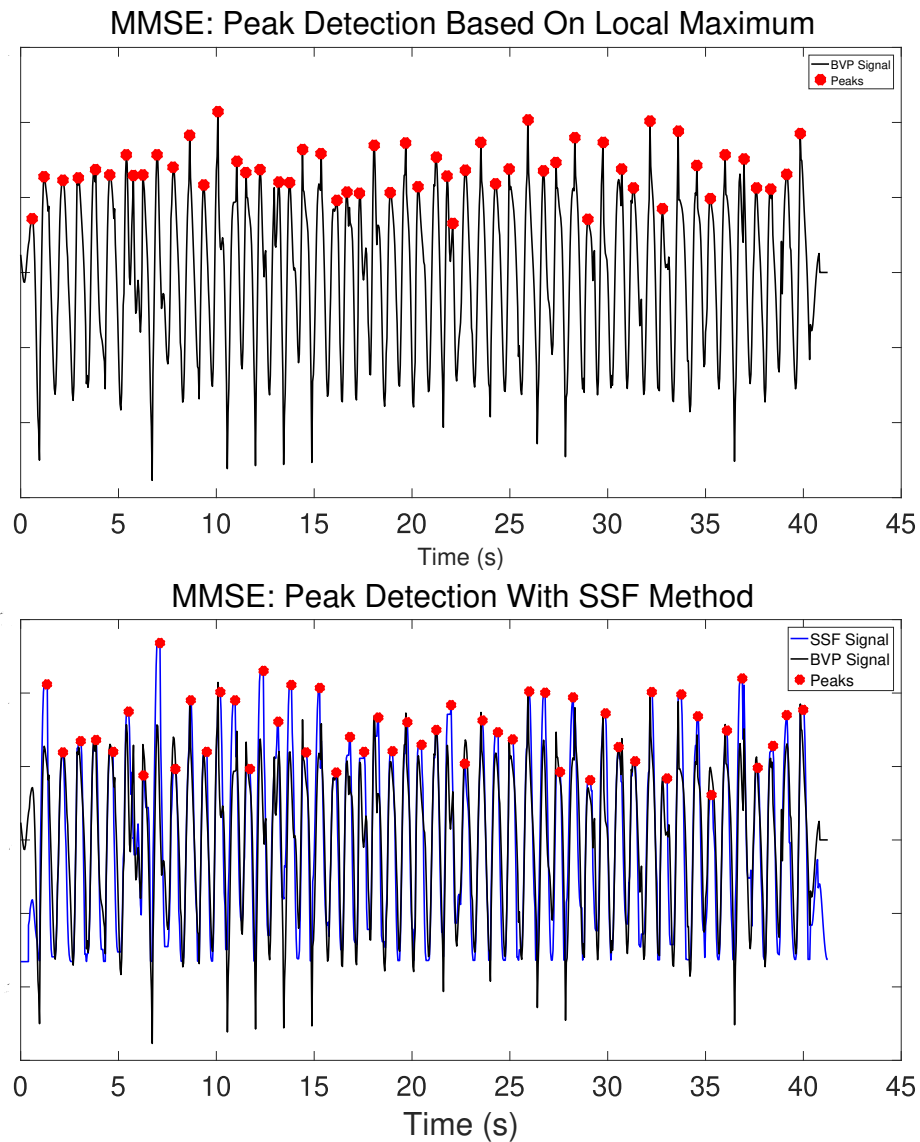 MMSE: Peak Detection Based On Local Maximum
BVP Signal
Peaks
0 5 10 15 20 25 30 35 40 45
Time (s)
MMSE: Peak Detection With SSF Method
SSF Signal
BVP Signal
Peaks
0 5 10 15 20 25 30 35 40 45
Time (s)